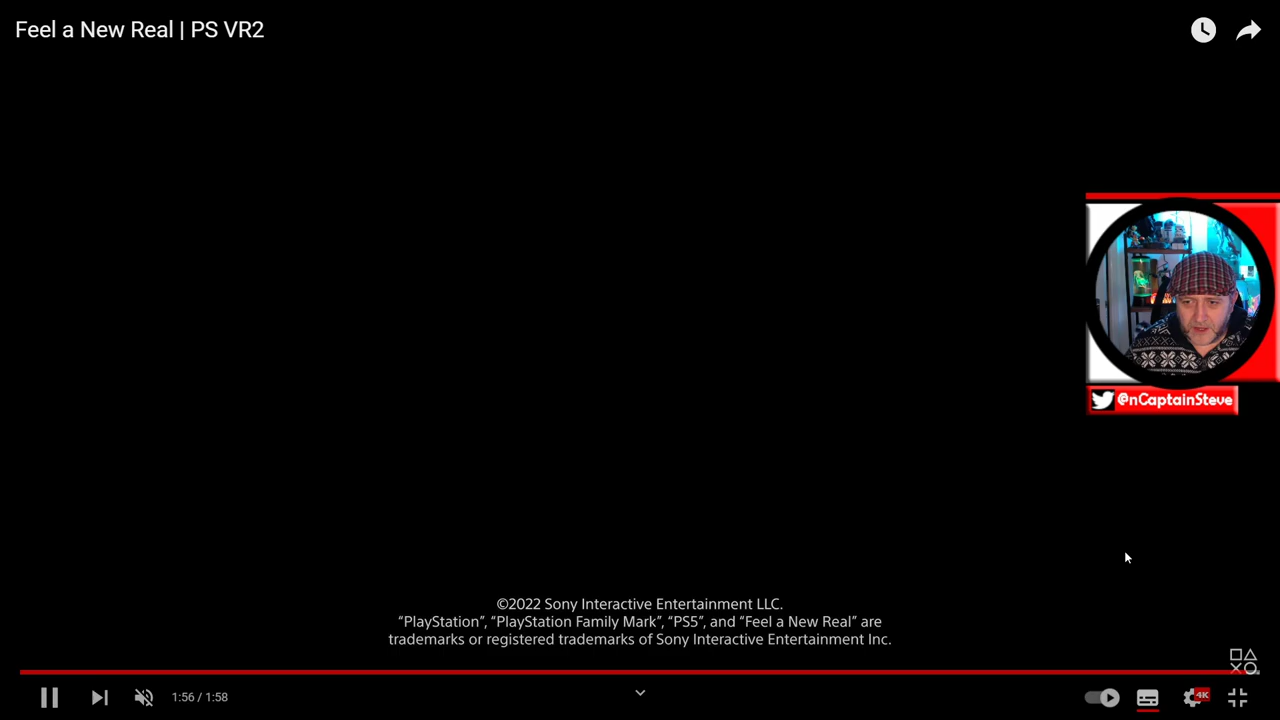 Feel a New Real | PS VR2
@nCaptainSteve
©2022 Sony Interactive Entertainment LLC.
“PlayStation”, “PlayStation Family Mark”, “PS5”, and “Feel a New Real” are
trademarks or registered trademarks of Sony Interactive Entertainment Inc.
1:56 / 1:58
4K